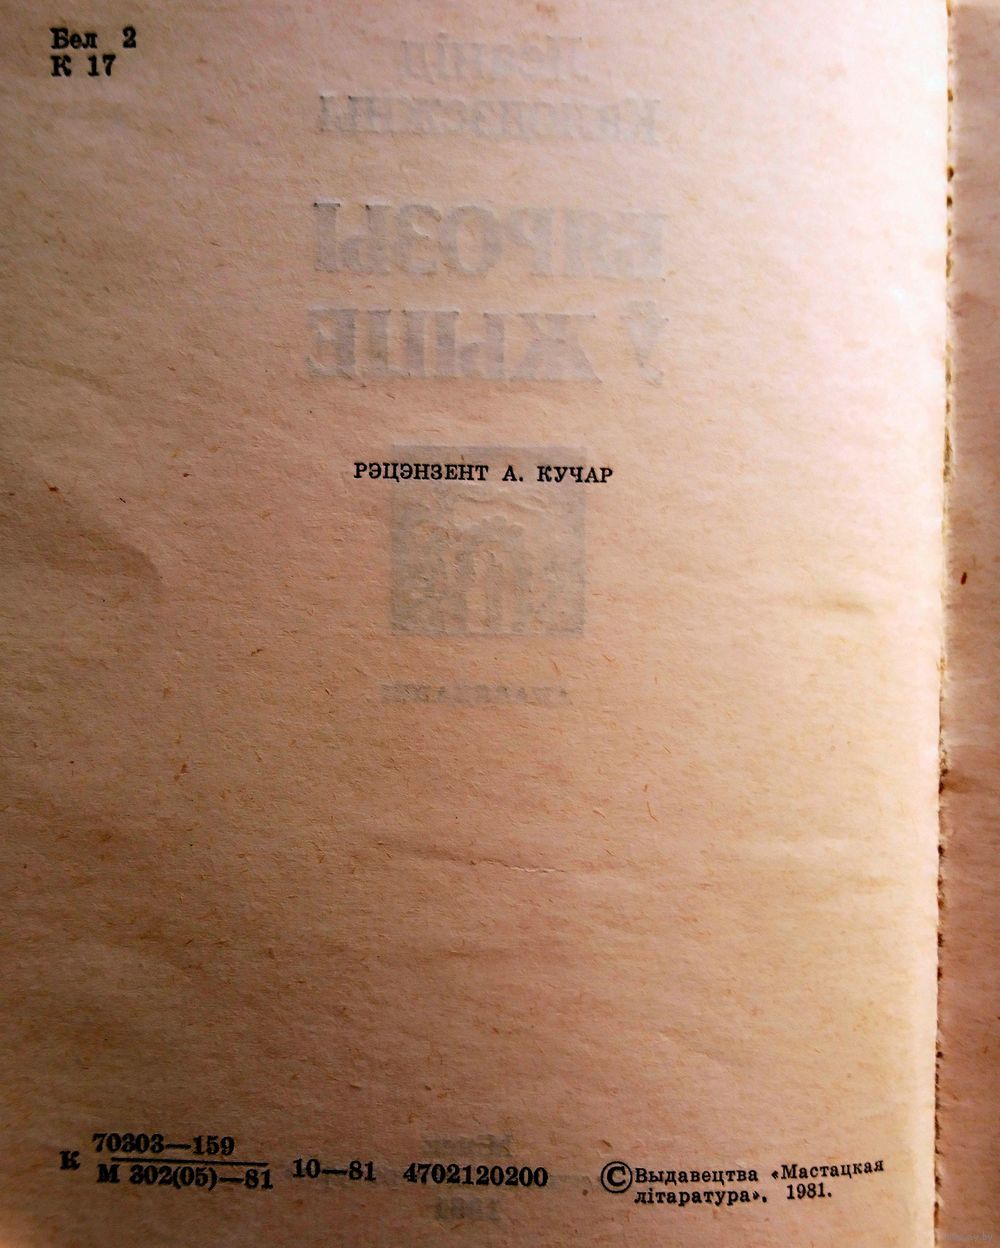 Бел 2
К 17
РЭЦЭНЗЕНТ А. КУЧАР
К 70303—159
М 302(05)—81 10—81 4702120200
© Выдавецтва «Мастацкая
літаратура», 1981.